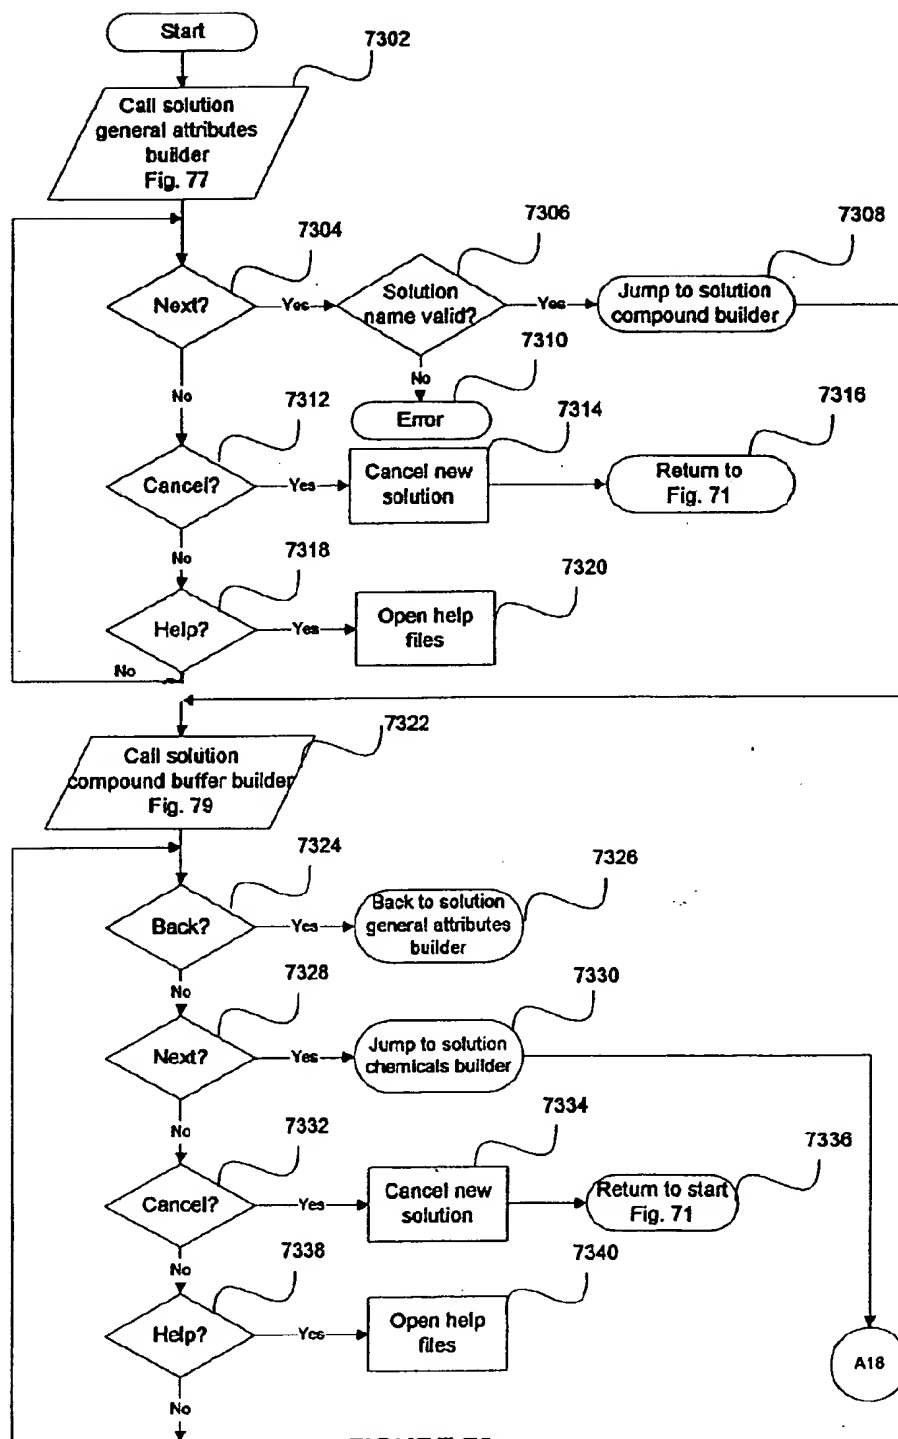 Start
7302
Call solution
general attributes
builder
Fig. 77
7304
7306
7308
Next?
Yes
Solution
name valid?
Yes
Jump to solution
compound builder
No
7310
Error
No
7312
7314
7316
Cancel?
Yes
Cancel new
solution
Return to
Fig. 71
No
7318
7320
Help?
Yes
Open help
files
No
7322
Call solution
compound buffer builder
Fig. 79
7324
7326
Back?
Yes
Back to solution
general attributes
builder
No
7328
7330
Next?
Yes
Jump to solution
chemicals builder
No
7332
7334
7336
Cancel?
Yes
Cancel new
solution
Return to start
Fig. 71
No
7338
7340
Help?
Yes
Open help
files
A18
No